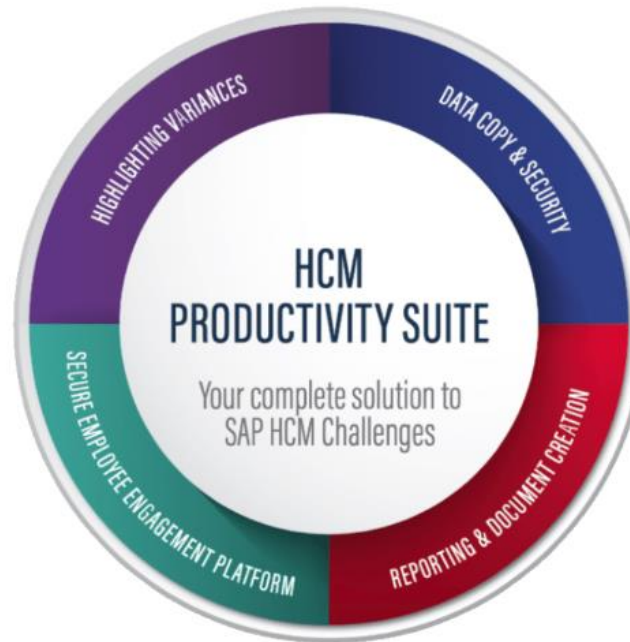 HIGHLIGHTING VARIANCES
DATA COPY & SECURITY
HCM
PRODUCTIVITY SUITE
Your complete solution to
SAP HCM Challenges
SECURE EMPLOYEE ENGAGEMENT PLATFORM
REPORTING & DOCUMENT CREATION